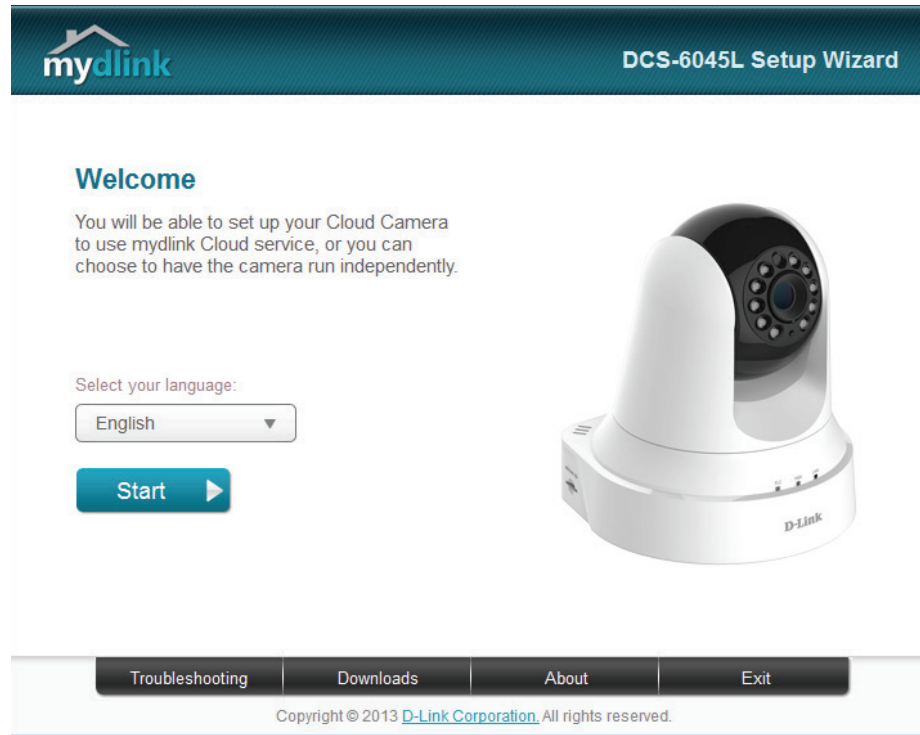 mydlink
DCS-6045L Setup Wizard
Welcome
You will be able to set up your Cloud Camera
to use mydlink Cloud service, or you can
choose to have the camera run independently.
Select your language:
English
Start
D-Link
Troubleshooting Downloads About Exit
Copyright © 2013 D-Link Corporation. All rights reserved.